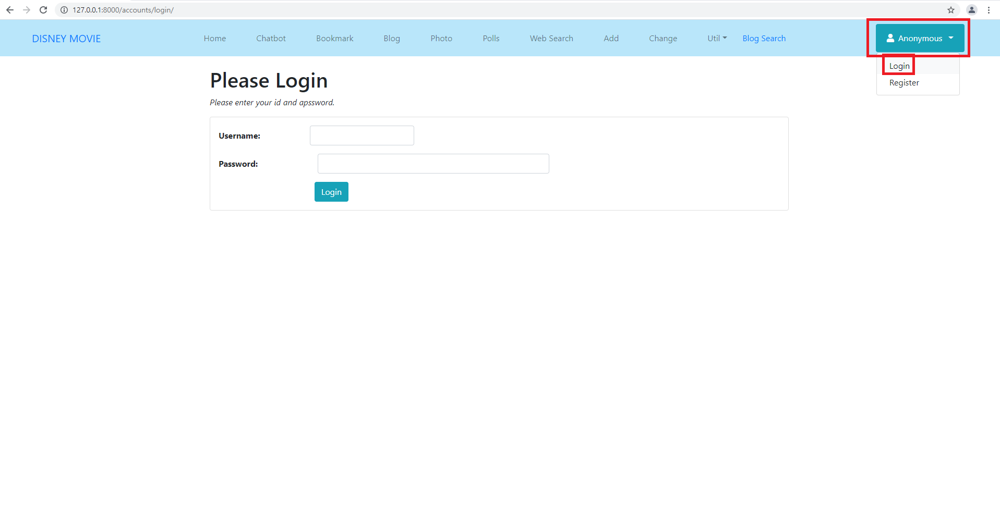 127.0.0.1:8000/accounts/login/
DISNEY MOVIE Home Chatbot Bookmark Blog Photo Polls Web Search Add Change Util Blog Search Anonymous
Login
Register
Please Login
Please enter your id and apssword.
Username:
Password:
Login